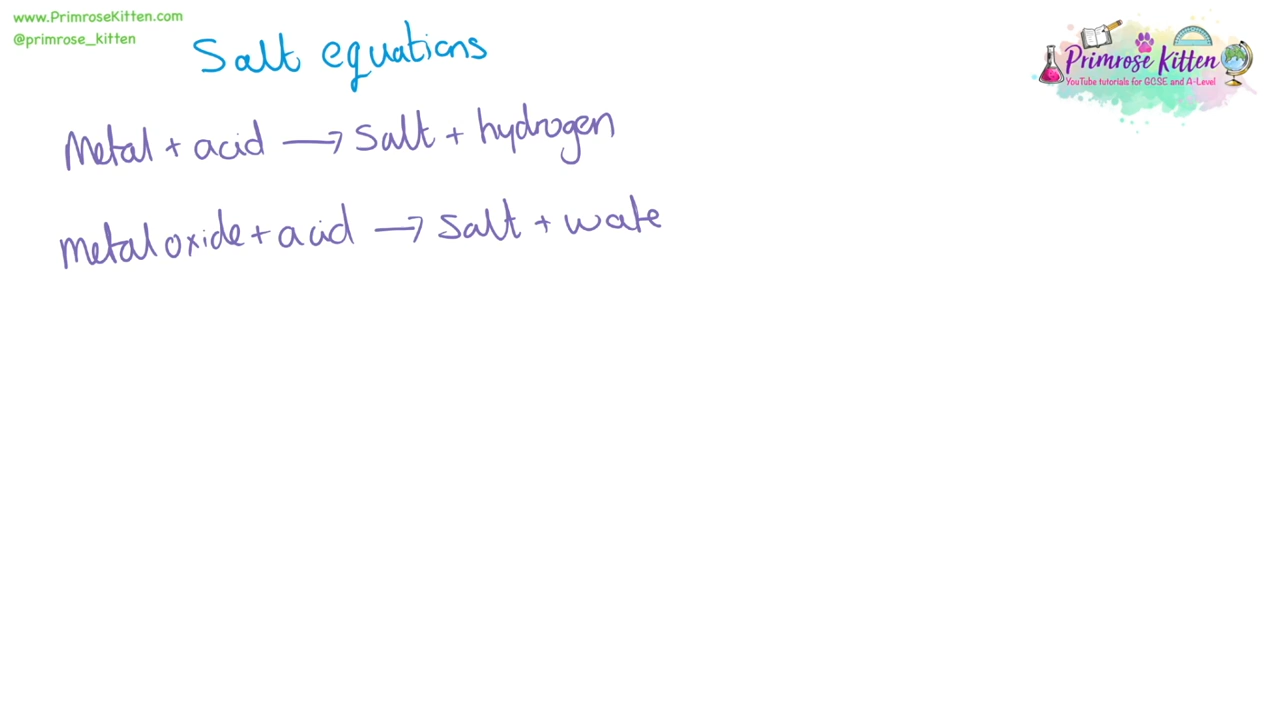 www.PrimroseKitten.com
@primrose_kitten
Salt equations
Primrose Kitten
YouTube tutorials for GCSE and A-Level
Metal + acid → Salt + hydrogen
metal oxide + acid → Salt + wate